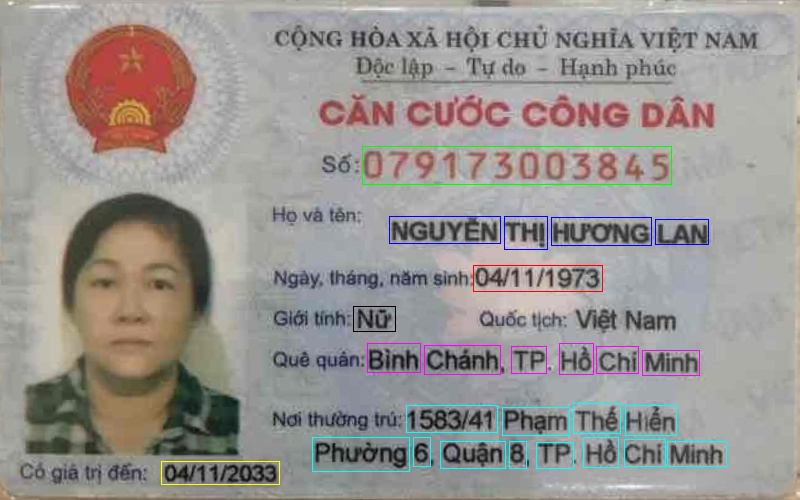 CỘNG HÒA XÃ HỘI CHỦ NGHĨA VIỆT NAM
Độc lập – Tự do – Hạnh phúc
CĂN CƯỚC CÔNG DÂN
Số: 079173003845
Họ và tên: NGUYỄN THỊ HƯƠNG LAN
Ngày, tháng, năm sinh: 04/11/1973
Giới tính: Nữ Quốc tịch: Việt Nam
Quê quán: Bình Chánh, TP. Hồ Chí Minh
Nơi thường trú: 1583/41 Phạm Thế Hiển
Phường 6, Quận 8, TP. Hồ Chí Minh
Có giá trị đến: 04/11/2033